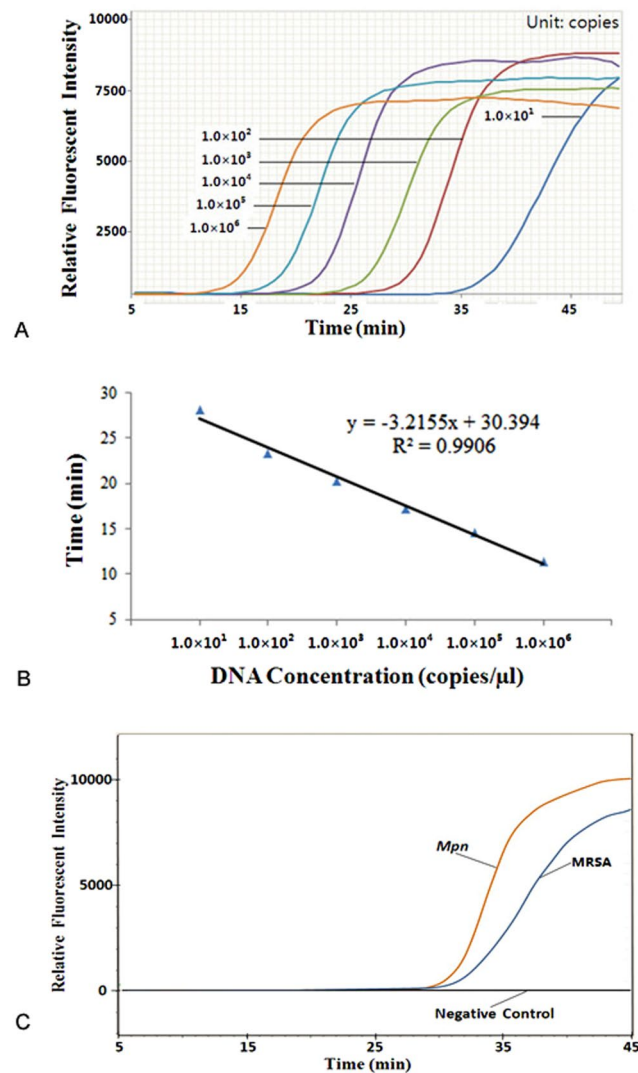 10000
Unit: copies
7500
5000
2500
Relative Fluorescent Intensity
1.0×10²
1.0×10³
1.0×10⁴
1.0×10⁵
1.0×10⁶
1.0×10¹
5 15 25 35 45
Time (min)
A
30
25
20
15
10
5
Time (min)
y = -3.2155x + 30.394
R² = 0.9906
1.0×10¹ 1.0×10² 1.0×10³ 1.0×10⁴ 1.0×10⁵ 1.0×10⁶
DNA Concentration (copies/μl)
B
10000
5000
0
Relative Fluorescent Intensity
Mpn
MRSA
Negative Control
5 15 25 35 45
Time (min)
C